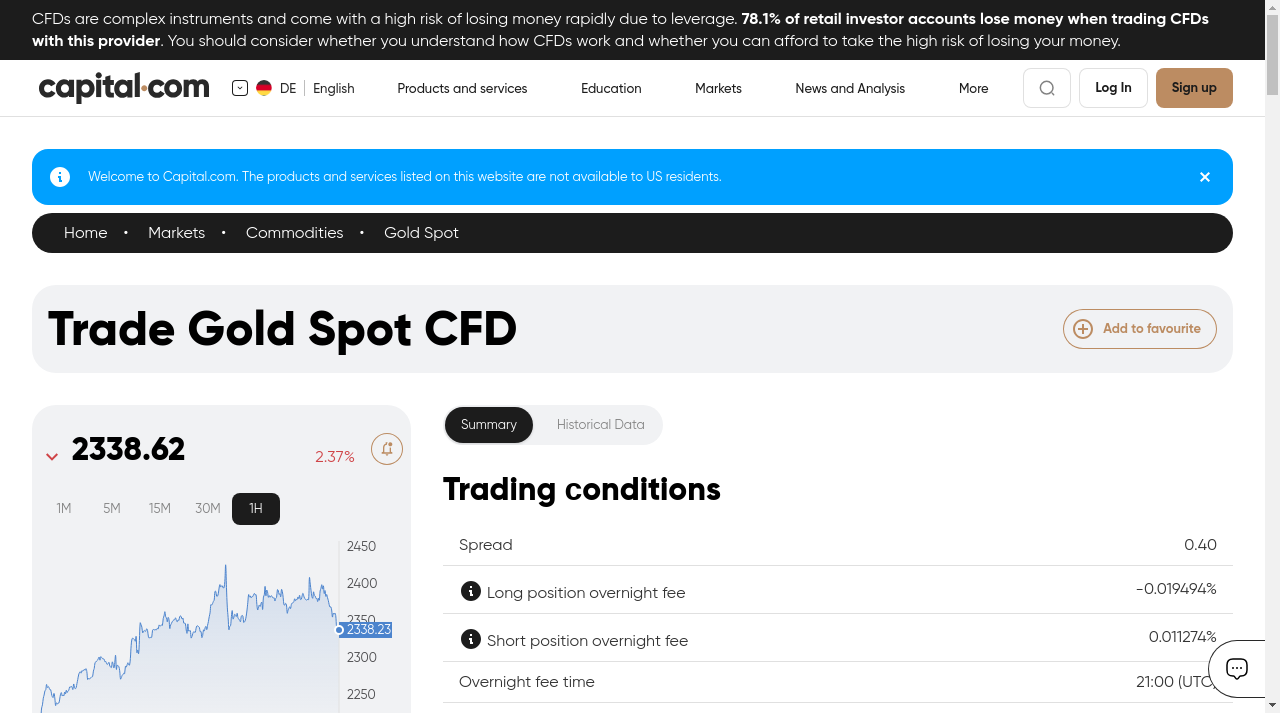 CFDs are complex instruments and come with a high risk of losing money rapidly due to leverage. 78.1% of retail investor accounts lose money when trading CFDs
with this provider. You should consider whether you understand how CFDs work and whether you can afford to take the high risk of losing your money.
capital.com DE English Products and services Education Markets News and Analysis More Log In Sign up
Welcome to Capital.com. The products and services listed on this website are not available to US residents.
Home • Markets • Commodities • Gold Spot
Trade Gold Spot CFD
Add to favourite
2338.62
2.37%
1M 5M 15M 30M 1H
2450
2400
2350
2338.23
2300
2250
Summary Historical Data
Trading conditions
Spread 0.40
Long position overnight fee -0.019494%
Short position overnight fee 0.011274%
Overnight fee time 21:00 (UTC)